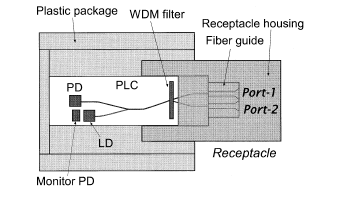 Plastic package
WDM filter
Receptacle housing
Fiber guide
PD
PLC
Port-1
Port-2
LD
Receptacle
Monitor PD